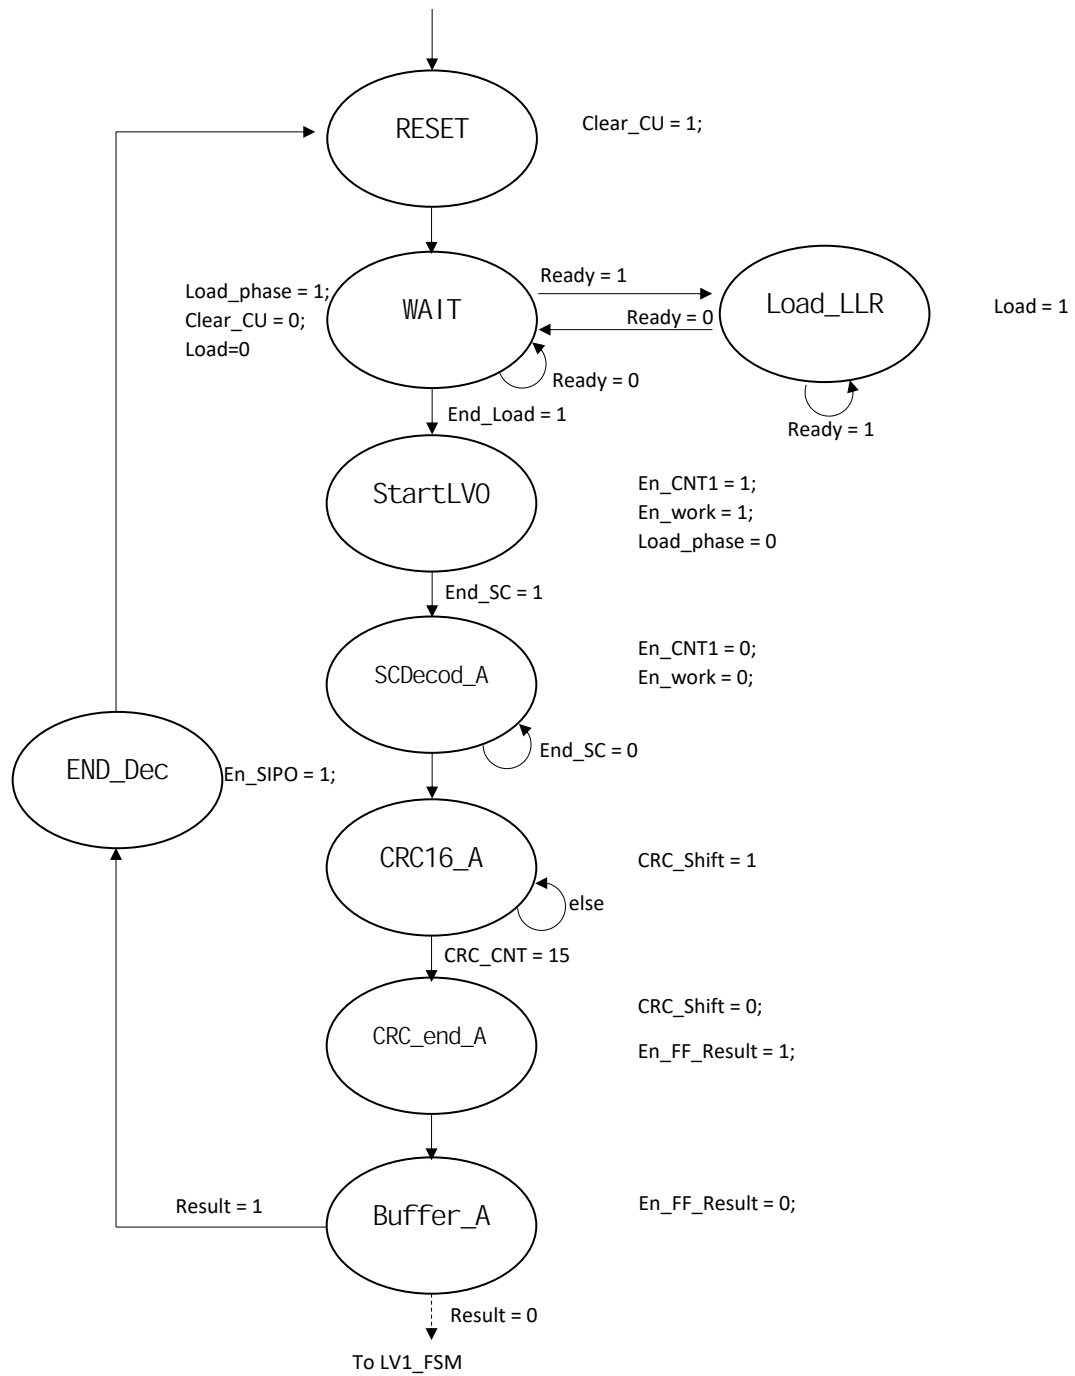 RESET
Clear_CU = 1;
Load_phase = 1;
Clear_CU = 0;
Load=0
WAIT
Ready = 1
Ready = 0
Ready = 0
Load_LLR
Load = 1
Ready = 1
End_Load = 1
StartLV0
En_CNT1 = 1;
En_work = 1;
Load_phase = 0
End_SC = 1
SCDecod_A
En_CNT1 = 0;
En_work = 0;
End_SC = 0
END_Dec
En_SIPO = 1;
CRC16_A
CRC_Shift = 1
else
CRC_CNT = 15
CRC_end_A
CRC_Shift = 0;
En_FF_Result = 1;
Result = 1
Buffer_A
En_FF_Result = 0;
Result = 0
To LV1_FSM